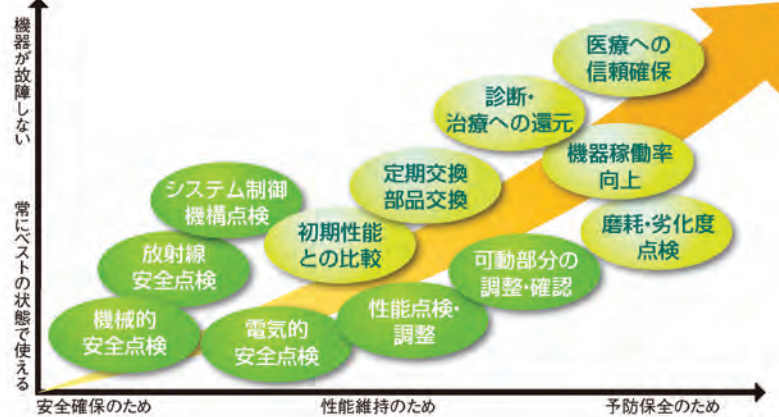 機器が故障しない
常にベストの状態で使える
医療への
信頼確保
診断・
治療への還元
機器稼働率
向上
定期交換
部品交換
システム制御
機構点検
初期性能
との比較
磨耗・劣化度
点検
放射線
安全点検
可動部分の
調整・確認
機械的
安全点検
電気的
安全点検
性能点検・
調整
安全確保のため
性能維持のため
予防保全のため